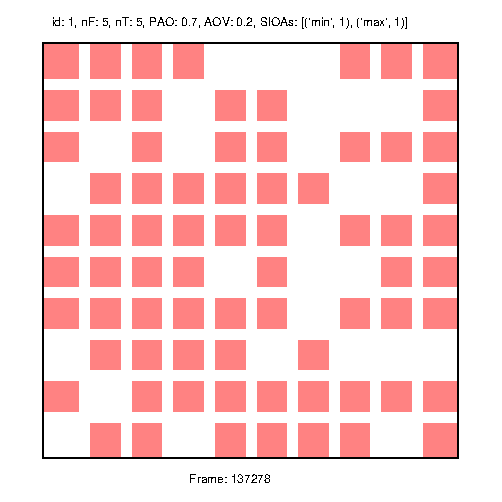 id: 1, nF: 5, nT: 5, PAO: 0.7, AOV: 0.2, SIOAs: [('min', 1), ('max', 1)]
Frame: 137278